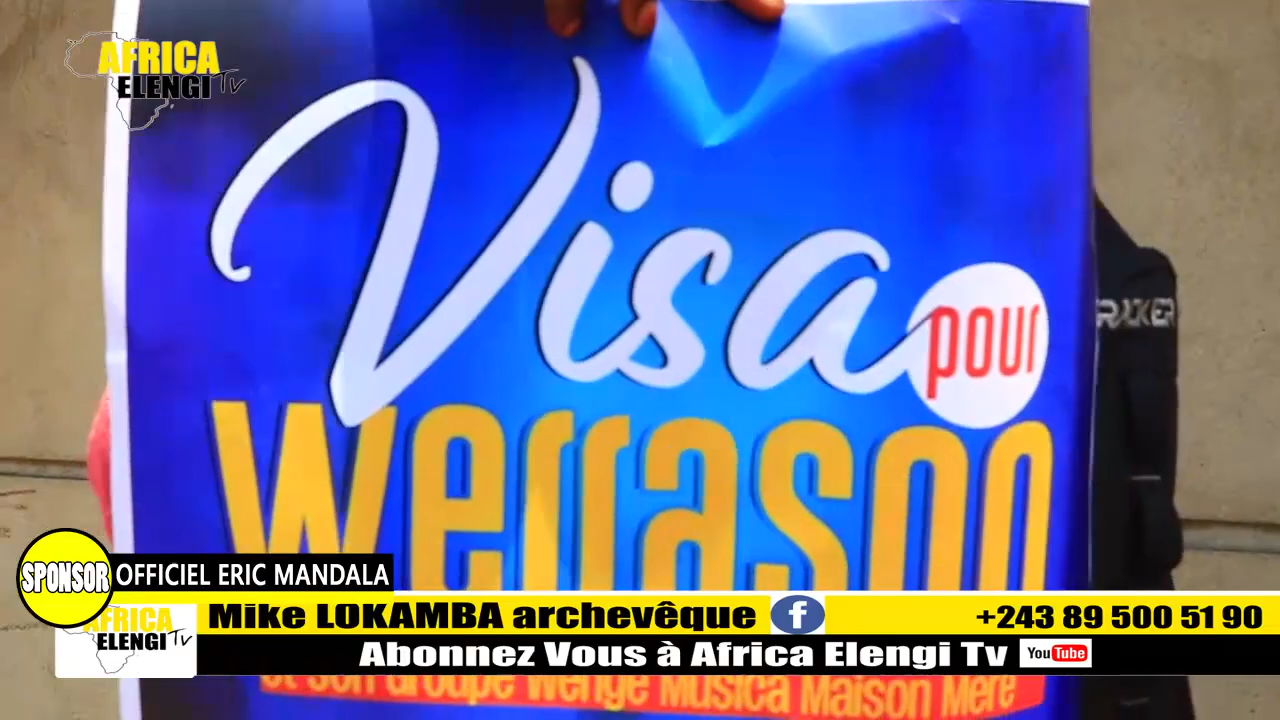 AFRICA
ELENGI Tv
Visa
pour
werrason
RACKER
SPONSOR
OFFICIEL ERIC MANDALA
AFRICA
ELENGI Tv
Mike LOKAMBA archevêque
f
+243 89 500 51 90
Abonnez Vous à Africa Elengi Tv
YouTube
et son Groupe Wenge Musica Maison Mère